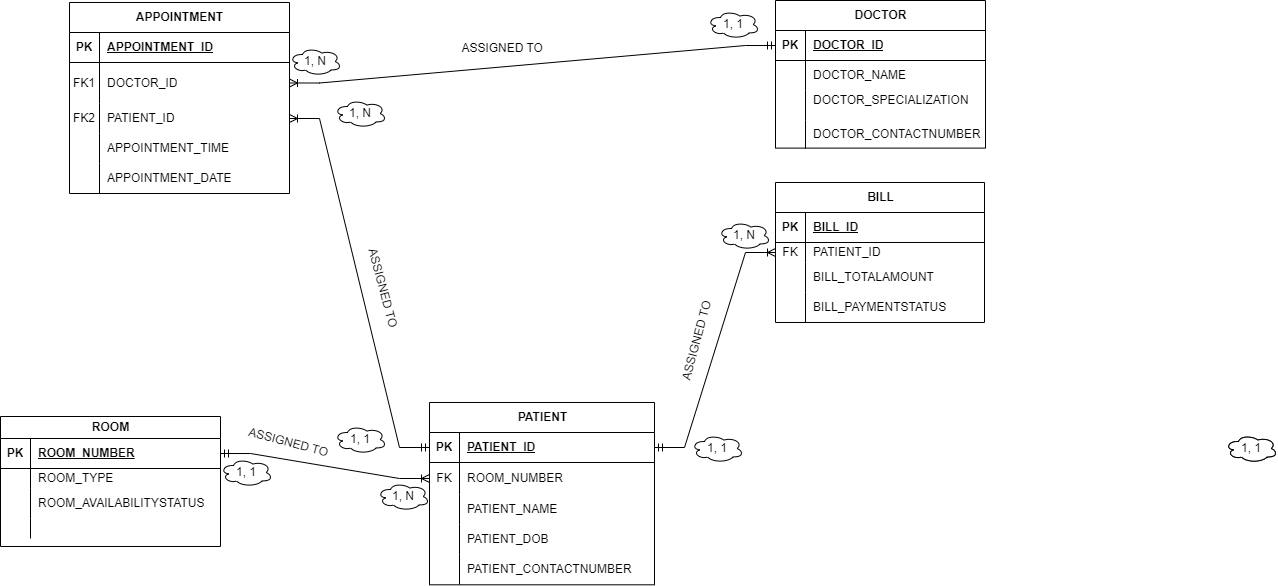 APPOINTMENT
PK APPOINTMENT_ID
FK1 DOCTOR_ID
FK2 PATIENT_ID
APPOINTMENT_TIME
APPOINTMENT_DATE
1, N
1, N
ASSIGNED TO
1, 1
DOCTOR
PK DOCTOR_ID
DOCTOR_NAME
DOCTOR_SPECIALIZATION
DOCTOR_CONTACTNUMBER
BILL
PK BILL_ID
FK PATIENT_ID
BILL_TOTALAMOUNT
BILL_PAYMENTSTATUS
1, N
ASSIGNED TO
ASSIGNED TO
ROOM
PK ROOM_NUMBER
ROOM_TYPE
ROOM_AVAILABILITYSTATUS
ASSIGNED TO
1, 1
1, 1
1, N
PATIENT
PK PATIENT_ID
FK ROOM_NUMBER
PATIENT_NAME
PATIENT_DOB
PATIENT_CONTACTNUMBER
1, 1
1, 1